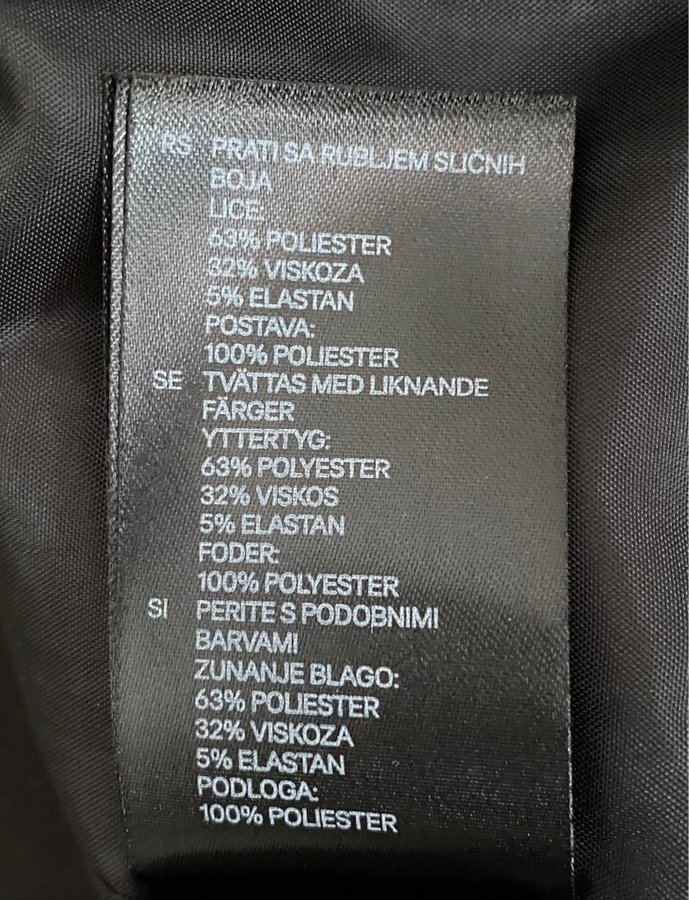 RS PRATI SA RUBLJEM SLIČNIH
BOJA
LICE:
63% POLIESTER
32% VISKOZA
5% ELASTAN
POSTAVA:
100% POLIESTER
SE TVÄTTAS MED LIKNANDE
FÄRGER
YTTERTYG:
63% POLYESTER
32% VISKOS
5% ELASTAN
FODER:
100% POLYESTER
SI PERITE S PODOBNIMI
BARVAMI
ZUNANJE BLAGO:
63% POLIESTER
32% VISKOZA
5% ELASTAN
PODLOGA:
100% POLIESTER